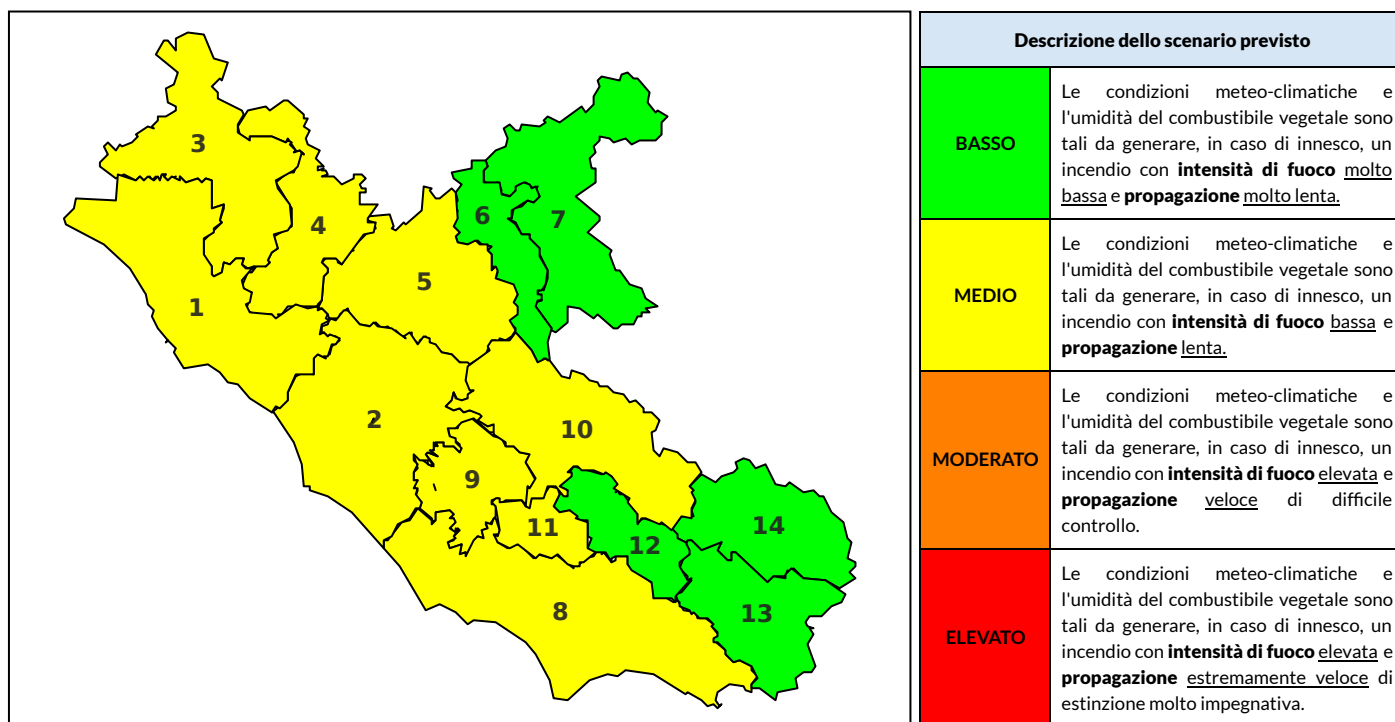 3
4
6
7
5
1
2
10
9
11
12
14
8
13
Descrizione dello scenario previsto
BASSO
Le condizioni meteo-climatiche e
l'umidità del combustibile vegetale sono
tali da generare, in caso di innesco, un
incendio con intensità di fuoco molto
bassa e propagazione molto lenta.
MEDIO
Le condizioni meteo-climatiche e
l'umidità del combustibile vegetale sono
tali da generare, in caso di innesco, un
incendio con intensità di fuoco bassa e
propagazione lenta.
MODERATO
Le condizioni meteo-climatiche e
l'umidità del combustibile vegetale sono
tali da generare, in caso di innesco, un
incendio con intensità di fuoco elevata e
propagazione veloce di difficile
controllo.
ELEVATO
Le condizioni meteo-climatiche e
l'umidità del combustibile vegetale sono
tali da generare, in caso di innesco, un
incendio con intensità di fuoco elevata e
propagazione estremamente veloce di
estinzione molto impegnativa.